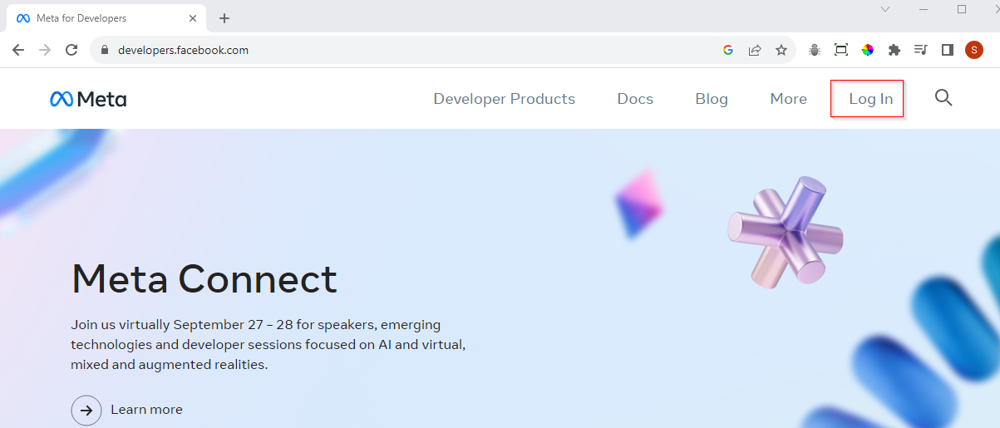 Meta for Developers
developers.facebook.com
S
Meta
Developer Products
Docs
Blog
More
Log In
Meta Connect
Join us virtually September 27 – 28 for speakers, emerging
technologies and developer sessions focused on AI and virtual,
mixed and augmented realities.
Learn more